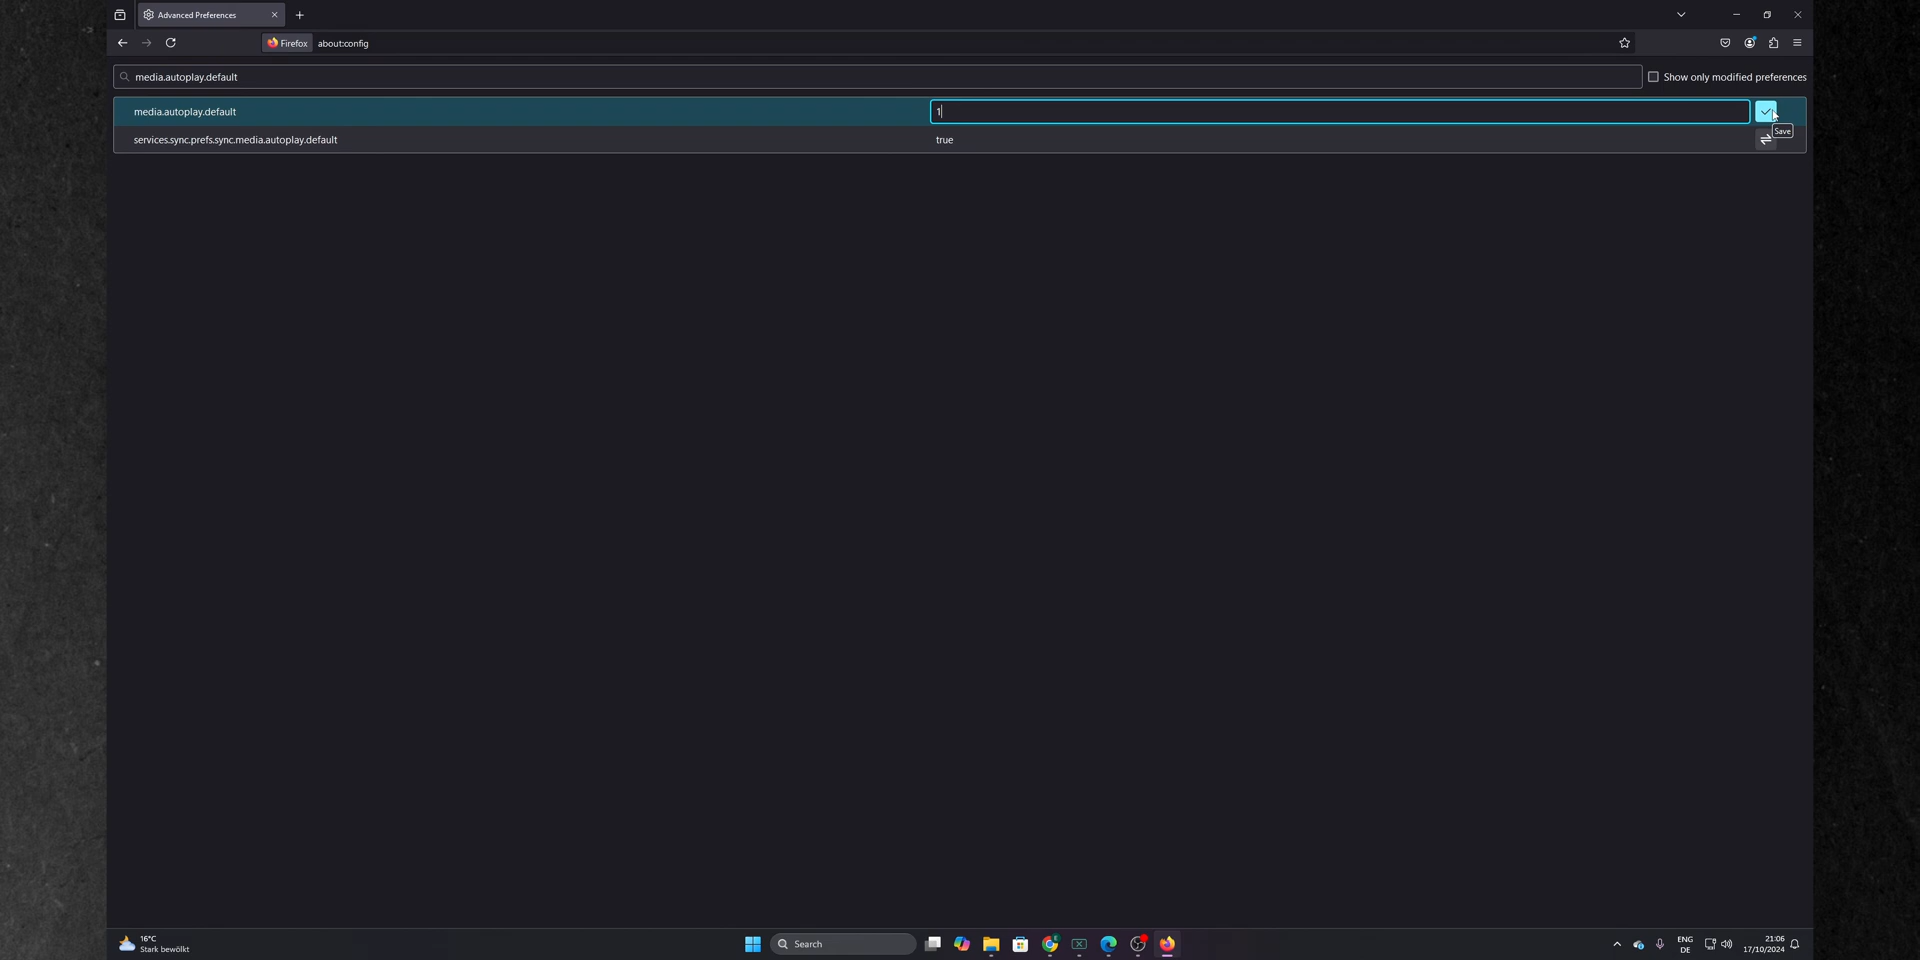 Advanced Preferences
Firefox about:config
media.autoplay.default
Show only modified preferences
media.autoplay.default 1
Save
services.sync.prefs.sync.media.autoplay.default true
16°C
Stark bewölkt
Search
ENG
DE
21:06
17/10/2024